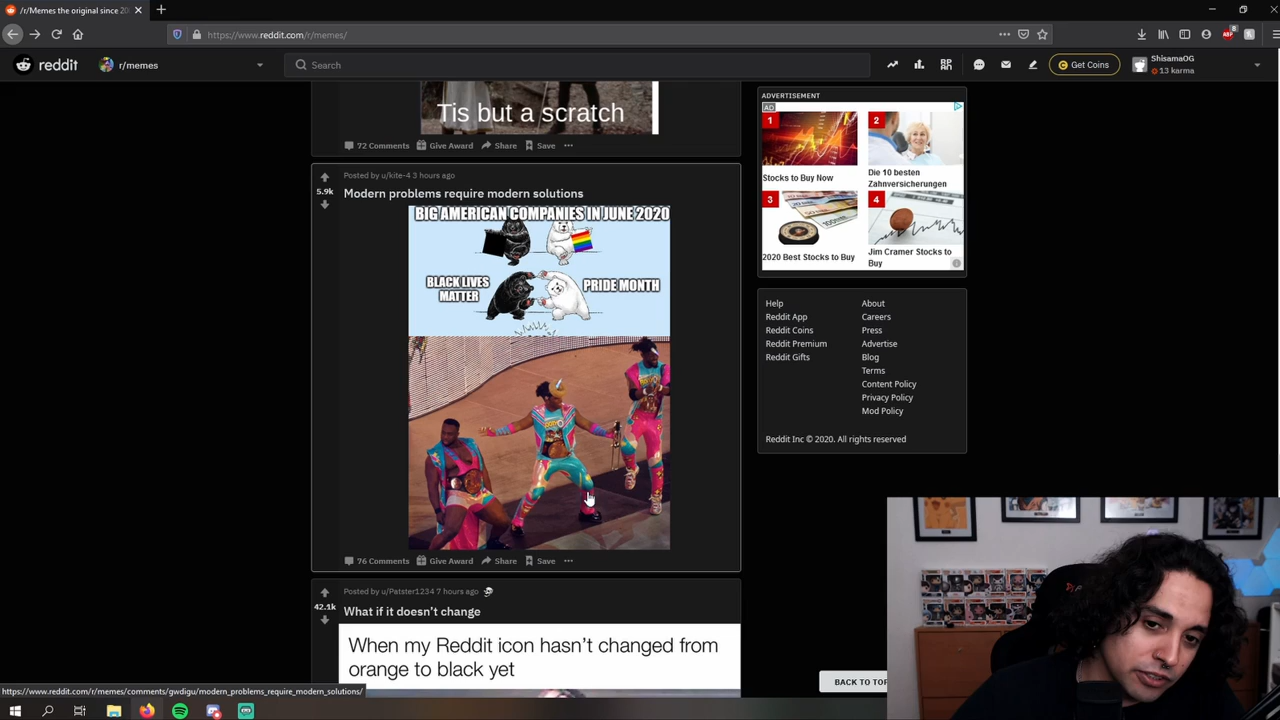 /r/Memes the original since 20
https://www.reddit.com/r/memes/
reddit
r/memes
Search
Get Coins
ShisamaOG
13 karma
Tis but a scratch
72 Comments
Give Award
Share
Save
Posted by u/kite-4 3 hours ago
5.9k
Modern problems require modern solutions
BIG AMERICAN COMPANIES IN JUNE 2020
BLACK LIVES
MATTER
PRIDE MONTH
76 Comments
Give Award
Share
Save
Posted by u/Patster1234 7 hours ago
42.1k
What if it doesn't change
When my Reddit icon hasn't changed from
orange to black yet
ADVERTISEMENT
AD
1
Stocks to Buy Now
2
Die 10 besten
Zahnversicherungen
3
2020 Best Stocks to Buy
4
Jim Cramer Stocks to
Buy
Help
Reddit App
Reddit Coins
Reddit Premium
Reddit Gifts
About
Careers
Press
Advertise
Blog
Terms
Content Policy
Privacy Policy
Mod Policy
Reddit Inc © 2020. All rights reserved
BACK TO TOP
https://www.reddit.com/r/memes/comments/gwdigu/modern_problems_require_modern_solutions/